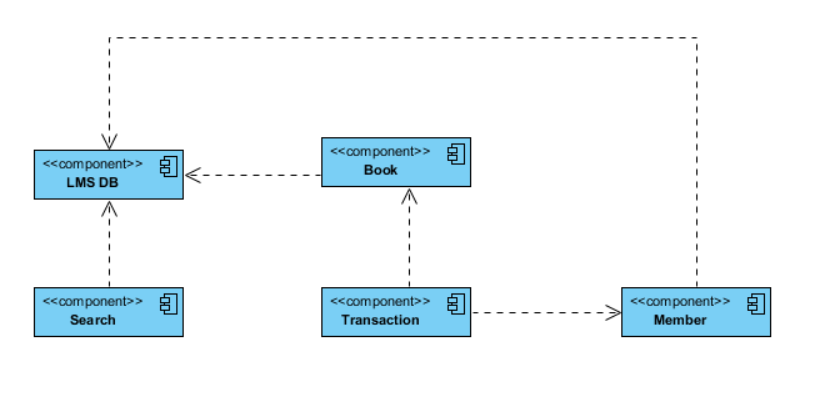 <<component>>
LMS DB
<<component>>
Book
<<component>>
Search
<<component>>
Transaction
<<component>>
Member